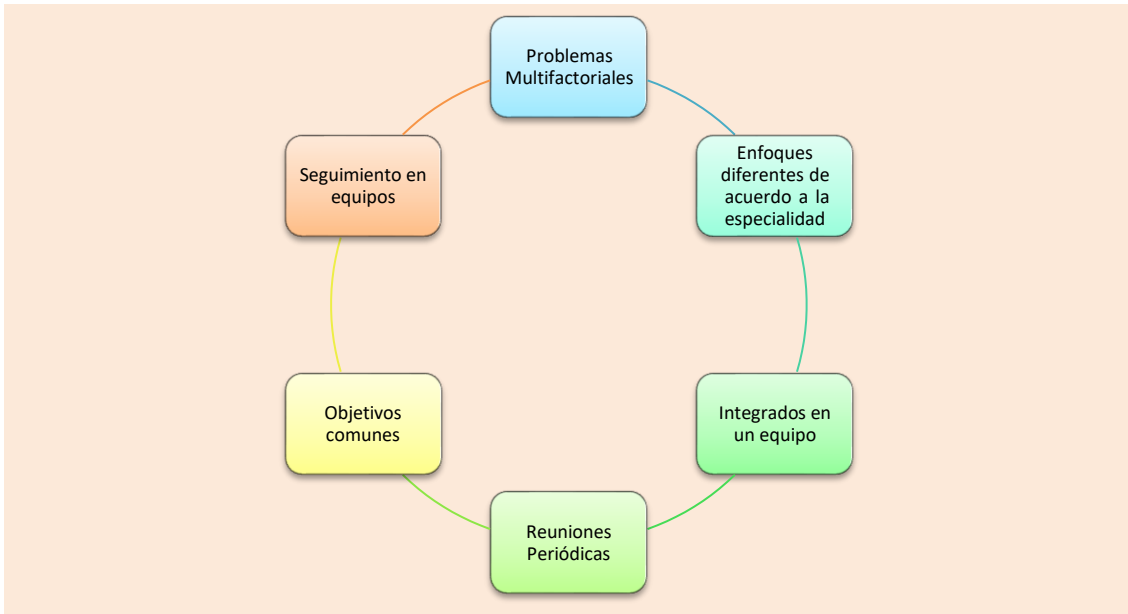 Problemas
Multifactoriales
Enfoques
diferentes de
acuerdo a la
especialidad
Integrados en
un equipo
Reuniones
Periódicas
Objetivos
comunes
Seguimiento en
equipos